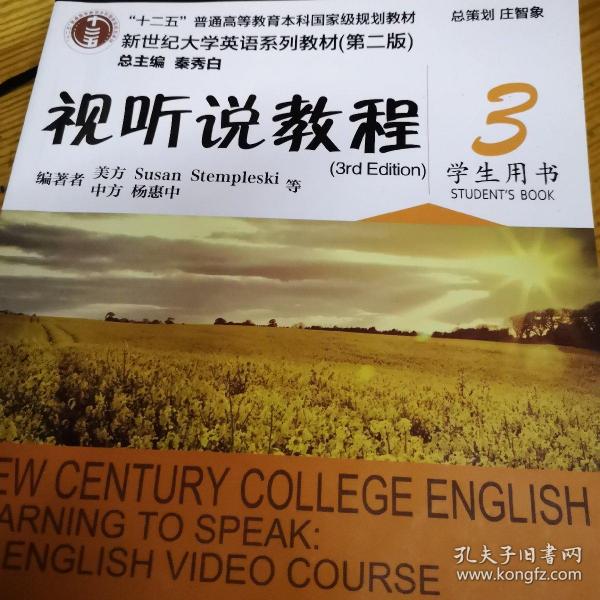 “十二五”普通高等教育本科国家级规划教材
总策划 庄智象
新世纪大学英语系列教材(第二版)
总主编 秦秀白
视听说教程
(3rd Edition)
3
学生用书
STUDENT'S BOOK
编著者 美方 Susan Stempleski 等
中方 杨惠中
EW CENTURY COLLEGE ENGLISH
ARNING TO SPEAK:
ENGLISH VIDEO COURSE
孔夫子旧书网
www.kongfz.com